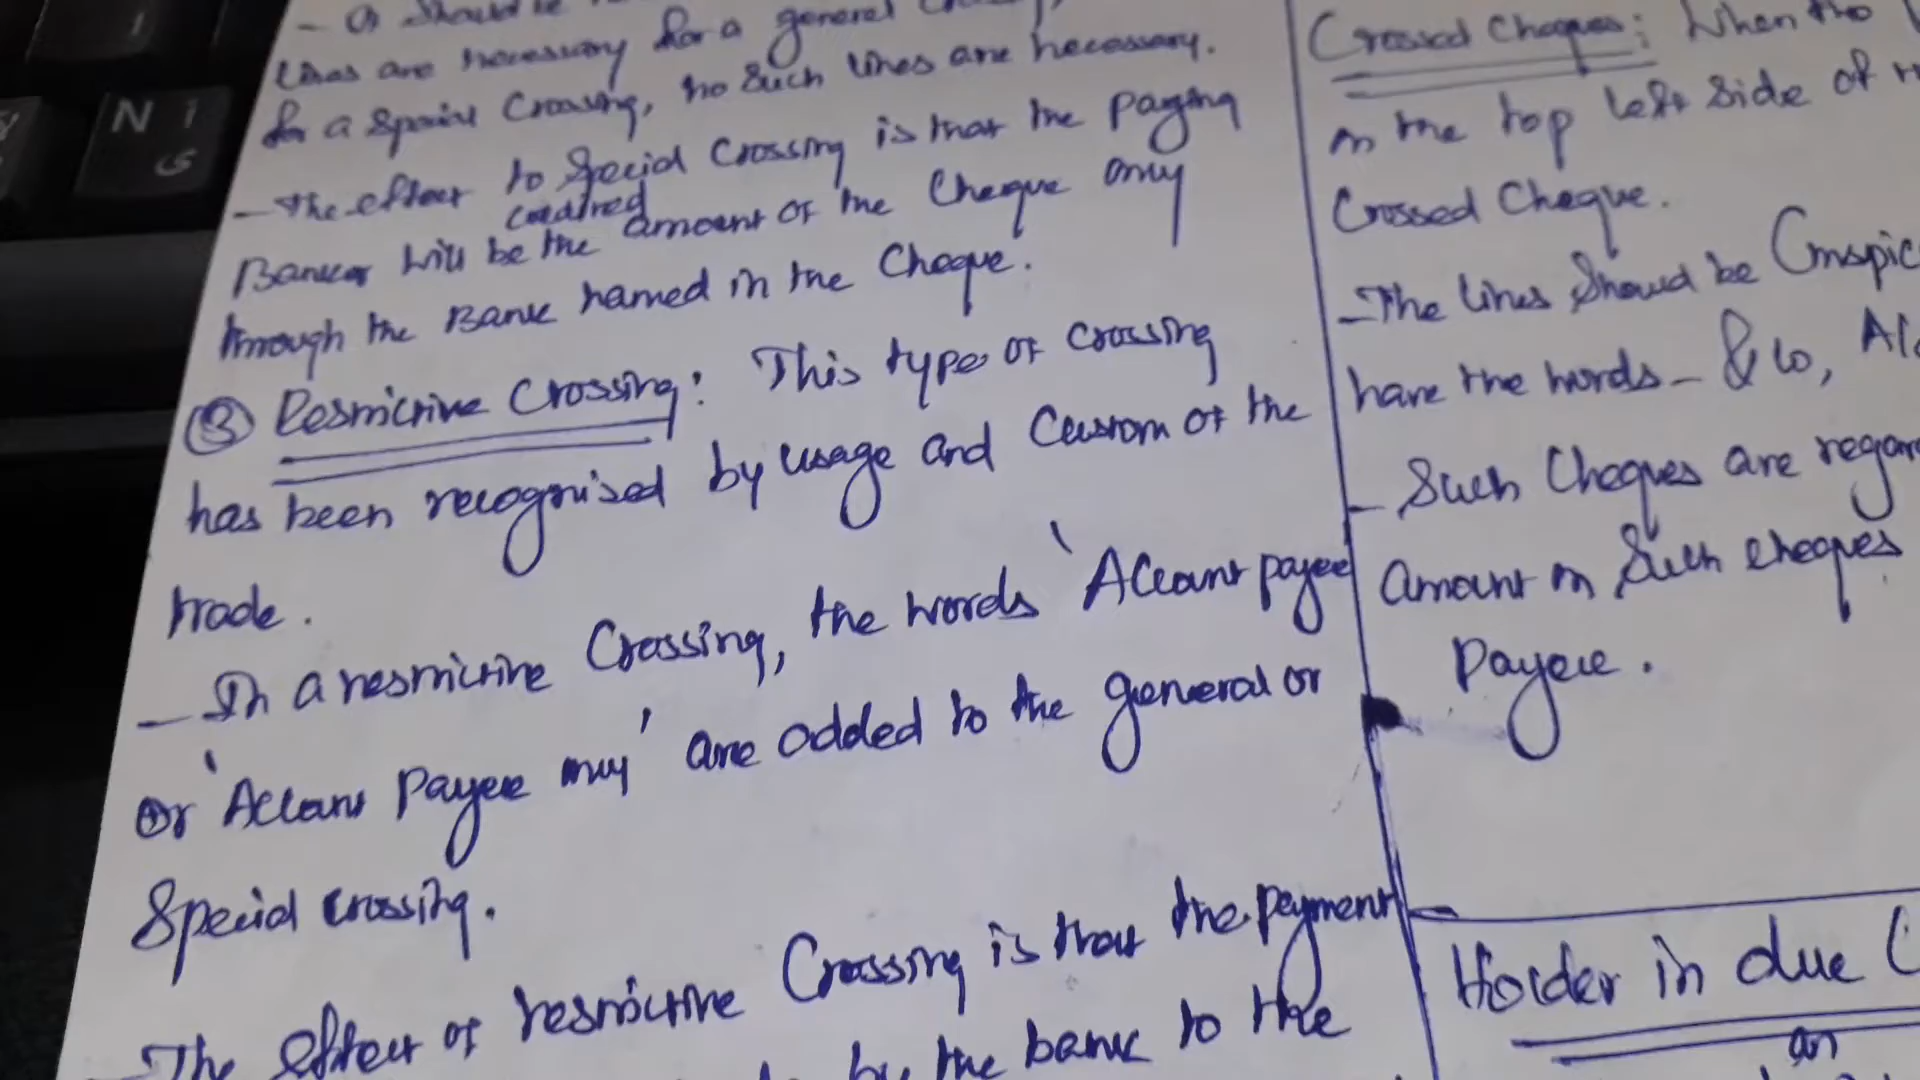 - Or should be
lines are necessary for a general
for a special Crossing, no such lines are necessary.
- The effect to Special Crossing is that the paying
Banker will be the credited amount of the Cheque only
through the Bank named in the Cheque.
③ Restrictive Crossing: This type of crossing
has been recognised by usage and Custom of the
trade.
- In a restrictive Crossing, the words 'Account payee
or 'Account Payee only' are added to the general or
Special crossing.
- The effect of restrictive Crossing is that the payment
by the bank to the
Crossed Cheques: When two
on the top left side of
Crossed Cheque.
- The lines should be
have the words - & Co,
- Such Cheques are
amount on such cheques
Payee.
Holder in due
an